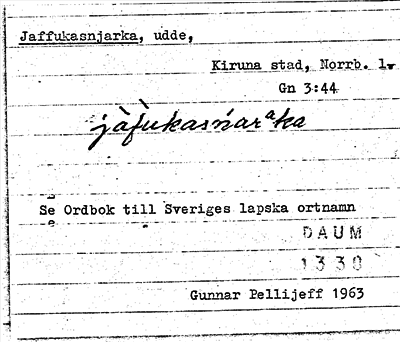 Jaffukasnjarka, udde,
Kiruna stad, Norrb. l.
Gn 3:44
jàfùkasńarᵃka
Se Ordbok till Sveriges lapska ortnamn
DAUM
1330
Gunnar Pellijeff 1963